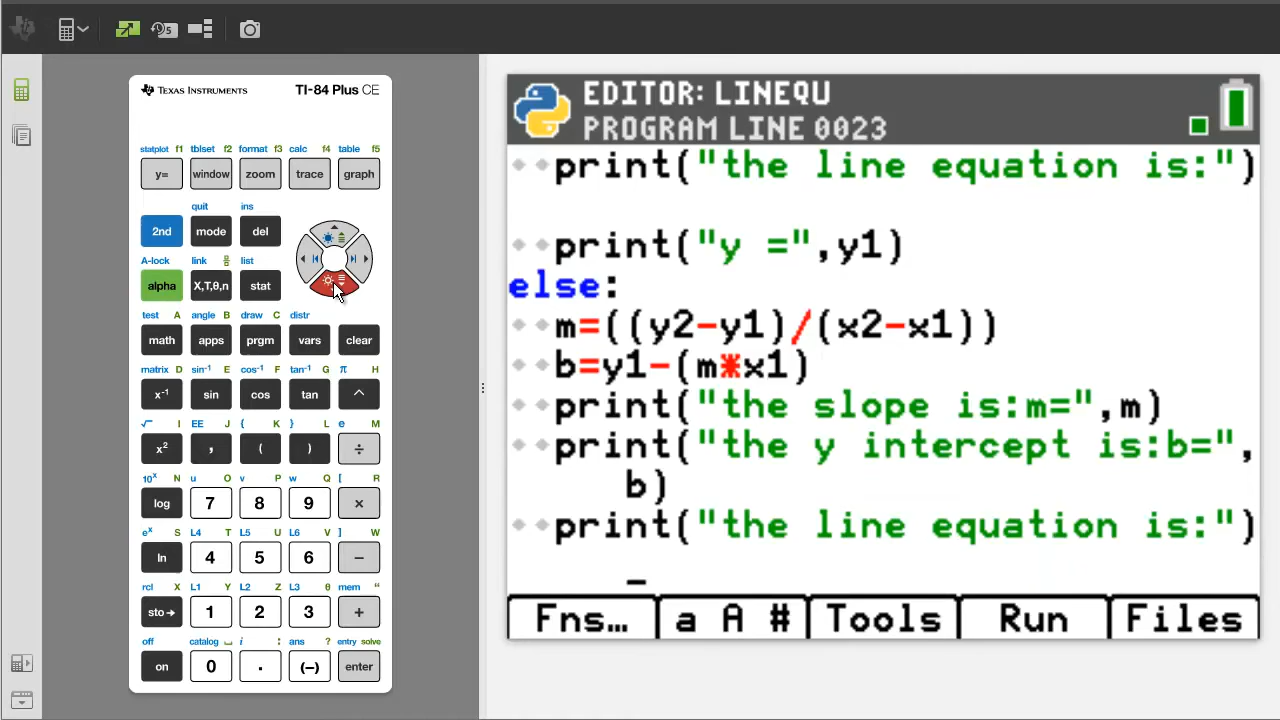 TEXAS INSTRUMENTS TI-84 Plus CE
statplot f1 tblset f2 format f3 calc f4 table f5
y= window zoom trace graph
quit ins
2nd mode del
A-lock link list
alpha X,T,θ,n stat
test A angle B draw C distr
math apps prgm vars clear
matrix D sin⁻¹ E cos⁻¹ F tan⁻¹ G π H
x⁻¹ sin cos tan ^
√ I EE J { K } L e M
x² , ( ) ÷
10ˣ N u O v P w Q [ R
log 7 8 9 ×
eˣ S L4 T L5 U L6 V ] W
ln 4 5 6 −
rcl X L1 Y L2 Z L3 θ mem “
sto→ 1 2 3 +
off catalog ␣ i : ans ? entry solve
on 0 . (−) enter
EDITOR: LINEQU
PROGRAM LINE 0023
print("the line equation is:")
print("y =",y1)
else:
m=((y2-y1)/(x2-x1))
b=y1-(m*x1)
print("the slope is:m=",m)
print("the y intercept is:b=",
b)
print("the line equation is:")
_
Fns… a A # Tools Run Files